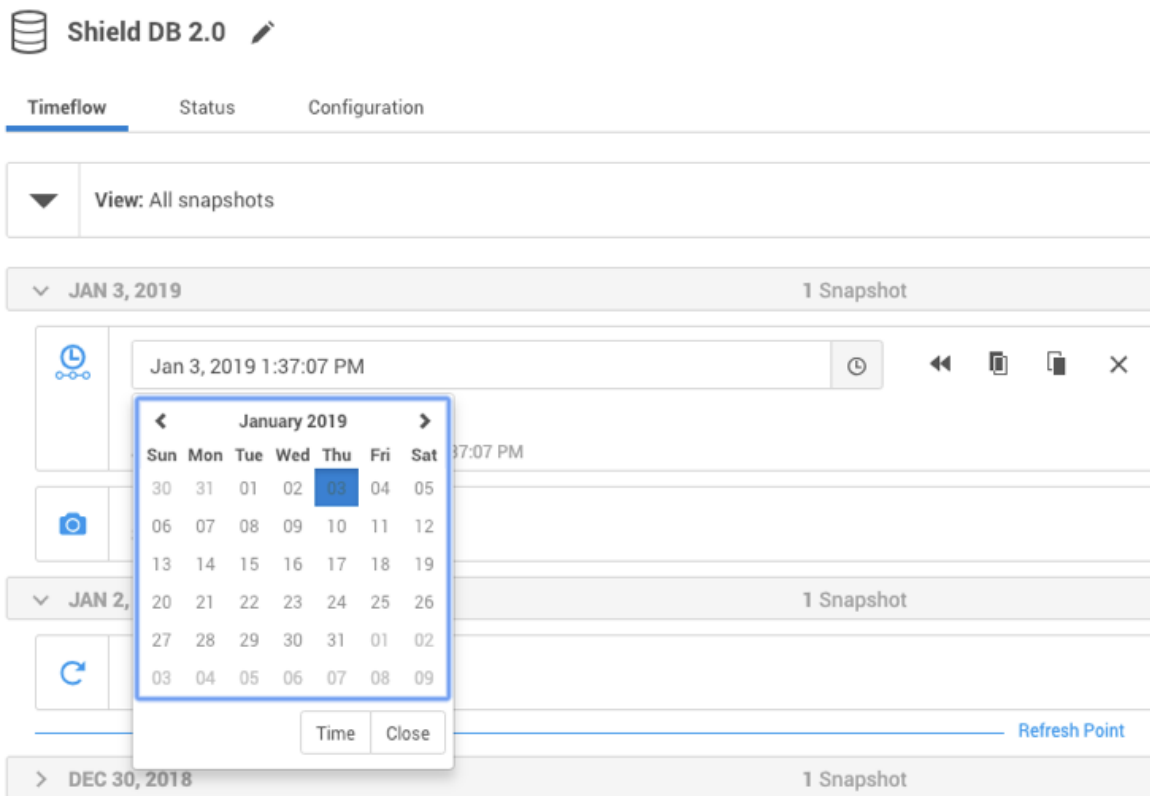 Shield DB 2.0
Timeflow Status Configuration
View: All snapshots
JAN 3, 2019 1 Snapshot
Jan 3, 2019 1:37:07 PM
January 2019
Sun Mon Tue Wed Thu Fri Sat
37:07 PM
30 31 01 02 03 04 05
06 07 08 09 10 11 12
13 14 15 16 17 18 19
20 21 22 23 24 25 26
27 28 29 30 31 01 02
03 04 05 06 07 08 09
JAN 2, 1 Snapshot
Time Close
Refresh Point
DEC 30, 2018 1 Snapshot